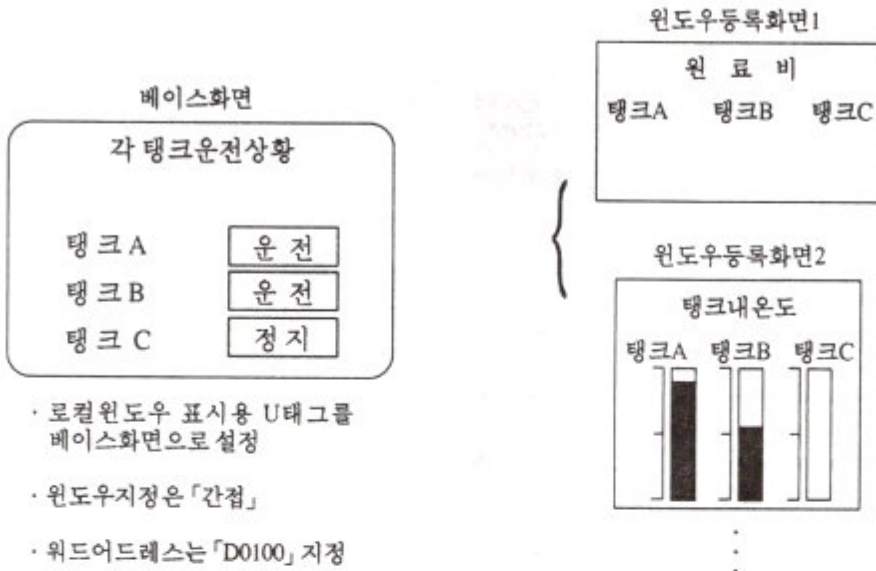 베이스화면
각 탱크운전상황
탱크A 운 전
탱크B 운 전
탱크 C 정 지
· 로컬윈도우 표시용 U태그를
베이스화면으로 설정
· 윈도우지정은 「간접」
· 워드어드레스는 「D0100」 지정
윈도우등록화면1
원 료 비
탱크A 탱크B 탱크C
윈도우등록화면2
탱크내온도
탱크A 탱크B 탱크C